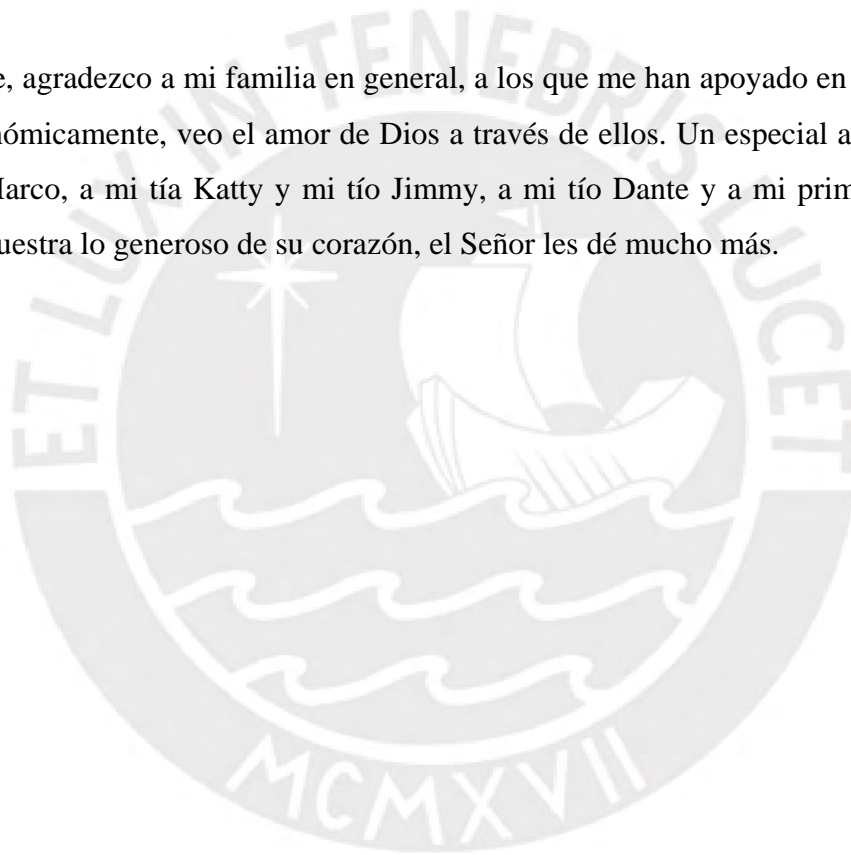 e, agradezco a mi familia en general, a los que me han apoyado en
nómicamente, veo el amor de Dios a través de ellos. Un especial a
Marco, a mi tía Katty y mi tío Jimmy, a mi tío Dante y a mi prim
uestra lo generoso de su corazón, el Señor les dé mucho más.
ET LUX IN TENEBRIS LUCET
MCMXVII